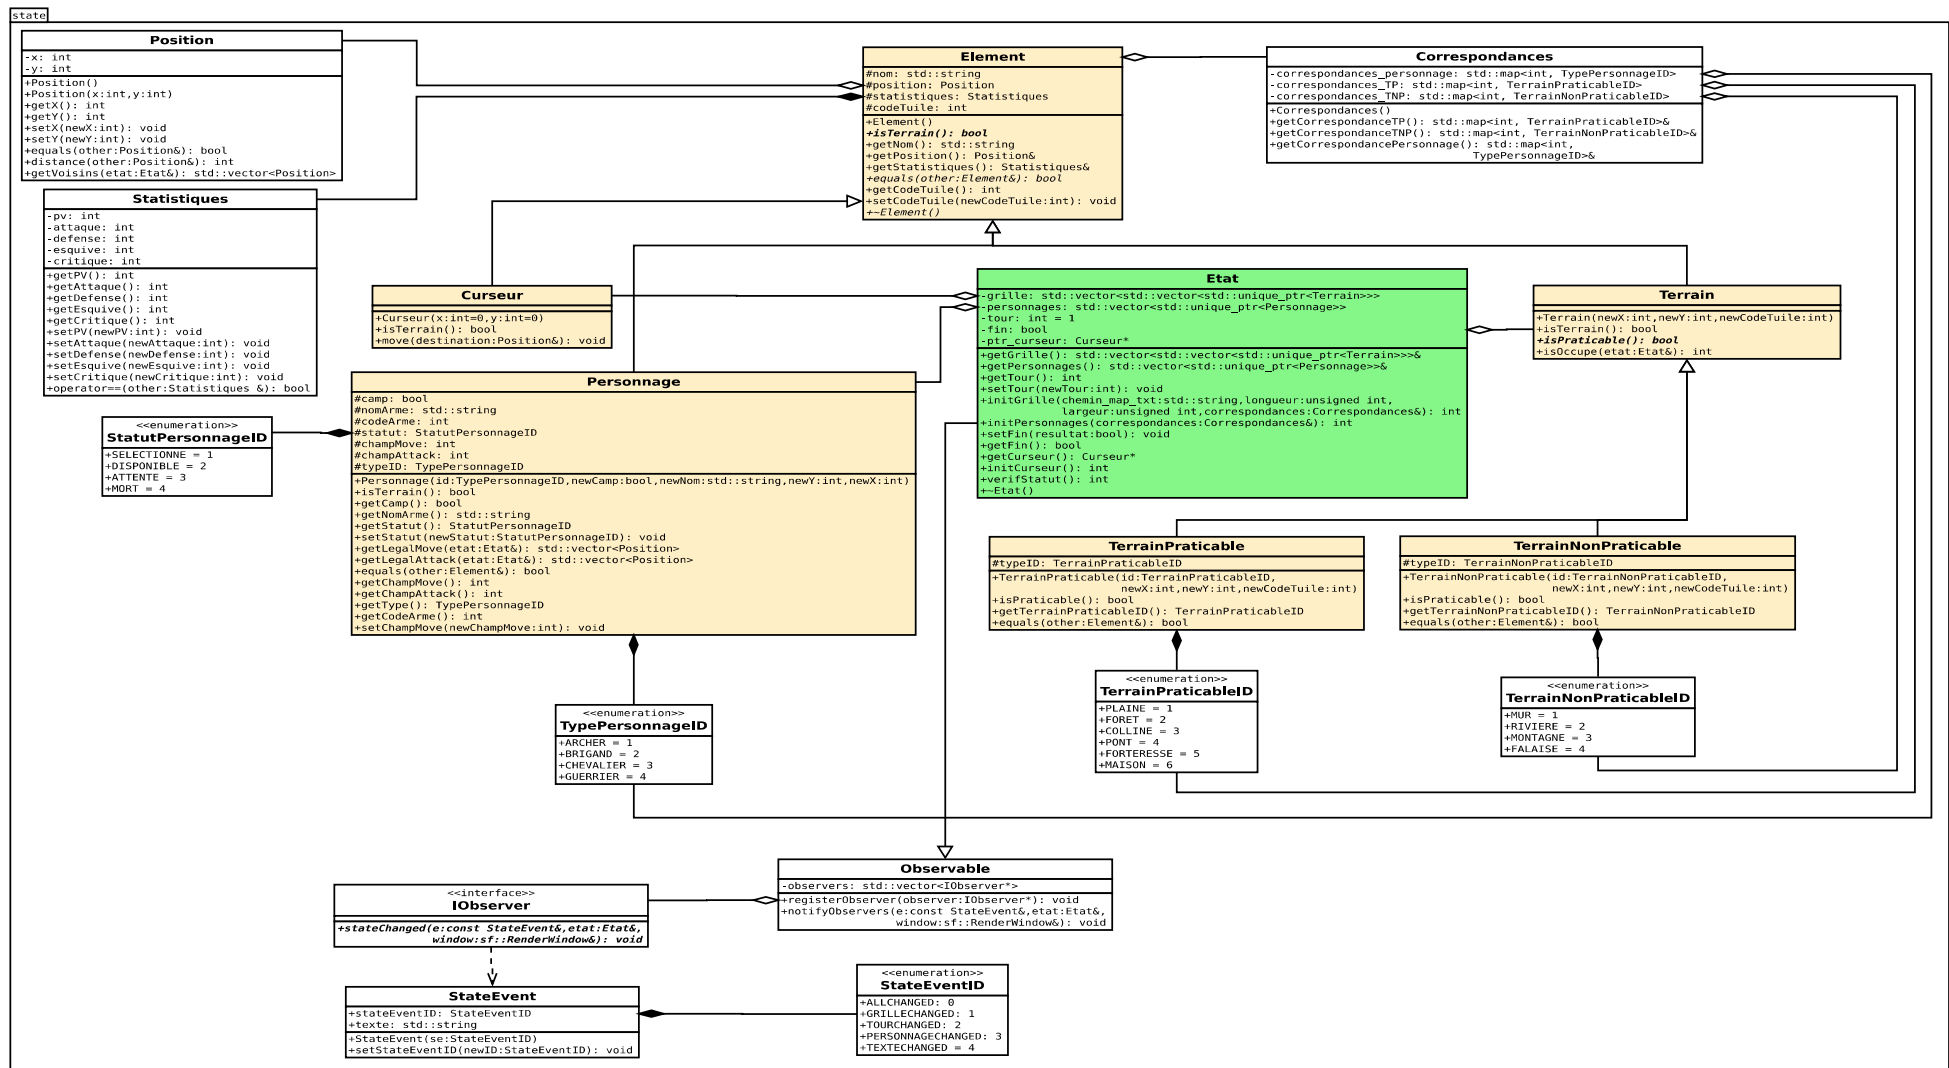 state
Position
-x: int
-y: int
+Position()
+Position(x:int,y:int)
+getX(): int
+getY(): int
+setX(newX:int): void
+setY(newY:int): void
+equals(other:Position&): bool
+distance(other:Position&): int
+getVoisins(etat:Etat&): std::vector<Position>
Statistiques
-pv: int
-attaque: int
-defense: int
-esquive: int
-critique: int
+getPV(): int
+getAttaque(): int
+getDefense(): int
+getEsquive(): int
+getCritique(): int
+setPV(newPV:int): void
+setAttaque(newAttaque:int): void
+setDefense(newDefense:int): void
+setEsquive(newEsquive:int): void
+setCritique(newCritique:int): void
+operator==(other:Statistiques &): bool
Element
#nom: std::string
#position: Position
#statistiques: Statistiques
#codeTuile: int
+Element()
+isTerrain(): bool
+getNom(): std::string
+getPosition(): Position&
+getStatistiques(): Statistiques&
+equals(other:Element&): bool
+getCodeTuile(): int
+setCodeTuile(newCodeTuile:int): void
+~Element()
Correspondances
-correspondances_personnage: std::map<int, TypePersonnageID>
-correspondances_TP: std::map<int, TerrainPraticableID>
-correspondances_TNP: std::map<int, TerrainNonPraticableID>
+Correspondances()
+getCorrespondanceTP(): std::map<int, TerrainPraticableID>&
+getCorrespondanceTNP(): std::map<int, TerrainNonPraticableID>&
+getCorrespondancePersonnage(): std::map<int,
TypePersonnageID>&
Curseur
+Curseur(x:int=0,y:int=0)
+isTerrain(): bool
+move(destination:Position&): void
Etat
-grille: std::vector<std::vector<std::unique_ptr<Terrain>>>
-personnages: std::vector<std::unique_ptr<Personnage>>
-tour: int = 1
-fin: bool
-ptr_curseur: Curseur*
+getGrille(): std::vector<std::vector<std::unique_ptr<Terrain>>>&
+getPersonnages(): std::vector<std::unique_ptr<Personnage>>&
+getTour(): int
+setTour(newTour:int): void
+initGrille(chemin_map_txt:std::string,longueur:unsigned int,
largeur:unsigned int,correspondances:Correspondances&): int
+initPersonnages(correspondances:Correspondances&): int
+setFin(resultat:bool): void
+getFin(): bool
+getCurseur(): Curseur*
+initCurseur(): int
+verifStatut(): int
+~Etat()
Terrain
+Terrain(newX:int,newY:int,newCodeTuile:int)
+isTerrain(): bool
+isPraticable(): bool
+isOccupe(etat:Etat&): int
Personnage
#camp: bool
#nomArme: std::string
#codeArme: int
#statut: StatutPersonnageID
#champMove: int
#champAttack: int
#typeID: TypePersonnageID
+Personnage(id:TypePersonnageID,newCamp:bool,newNom:std::string,newY:int,newX:int)
+isTerrain(): bool
+getCamp(): bool
+getNomArme(): std::string
+getStatut(): StatutPersonnageID
+setStatut(newStatut:StatutPersonnageID): void
+getLegalMove(etat:Etat&): std::vector<Position>
+getLegalAttack(etat:Etat&): std::vector<Position>
+equals(other:Element&): bool
+getChampMove(): int
+getChampAttack(): int
+getType(): TypePersonnageID
+getCodeArme(): int
+setChampMove(newChampMove:int): void
<<enumeration>>
StatutPersonnageID
+SELECTIONNE = 1
+DISPONIBLE = 2
+ATTENTE = 3
+MORT = 4
TerrainPraticable
#typeID: TerrainPraticableID
+TerrainPraticable(id:TerrainPraticableID,
newX:int,newY:int,newCodeTuile:int)
+isPraticable(): bool
+getTerrainPraticableID(): TerrainPraticableID
+equals(other:Element&): bool
TerrainNonPraticable
#typeID: TerrainNonPraticableID
+TerrainNonPraticable(id:TerrainNonPraticableID,
newX:int,newY:int,newCodeTuile:int)
+isPraticable(): bool
+getTerrainNonPraticableID(): TerrainNonPraticableID
+equals(other:Element&): bool
<<enumeration>>
TypePersonnageID
+ARCHER = 1
+BRIGAND = 2
+CHEVALIER = 3
+GUERRIER = 4
<<enumeration>>
TerrainPraticableID
+PLAINE = 1
+FORET = 2
+COLLINE = 3
+PONT = 4
+FORTERESSE = 5
+MAISON = 6
<<enumeration>>
TerrainNonPraticableID
+MUR = 1
+RIVIERE = 2
+MONTAGNE = 3
+FALAISE = 4
Observable
-observers: std::vector<IObserver*>
+registerObserver(observer:IObserver*): void
+notifyObservers(e:const StateEvent&,etat:Etat&,
window:sf::RenderWindow&): void
<<interface>>
IObserver
+stateChanged(e:const StateEvent&,etat:Etat&,
window:sf::RenderWindow&): void
StateEvent
+stateEventID: StateEventID
+texte: std::string
+StateEvent(se:StateEventID)
+setStateEventID(newID:StateEventID): void
<<enumeration>>
StateEventID
+ALLCHANGED: 0
+GRILLECHANGED: 1
+TOURCHANGED: 2
+PERSONNAGECHANGED: 3
+TEXTECHANGED = 4